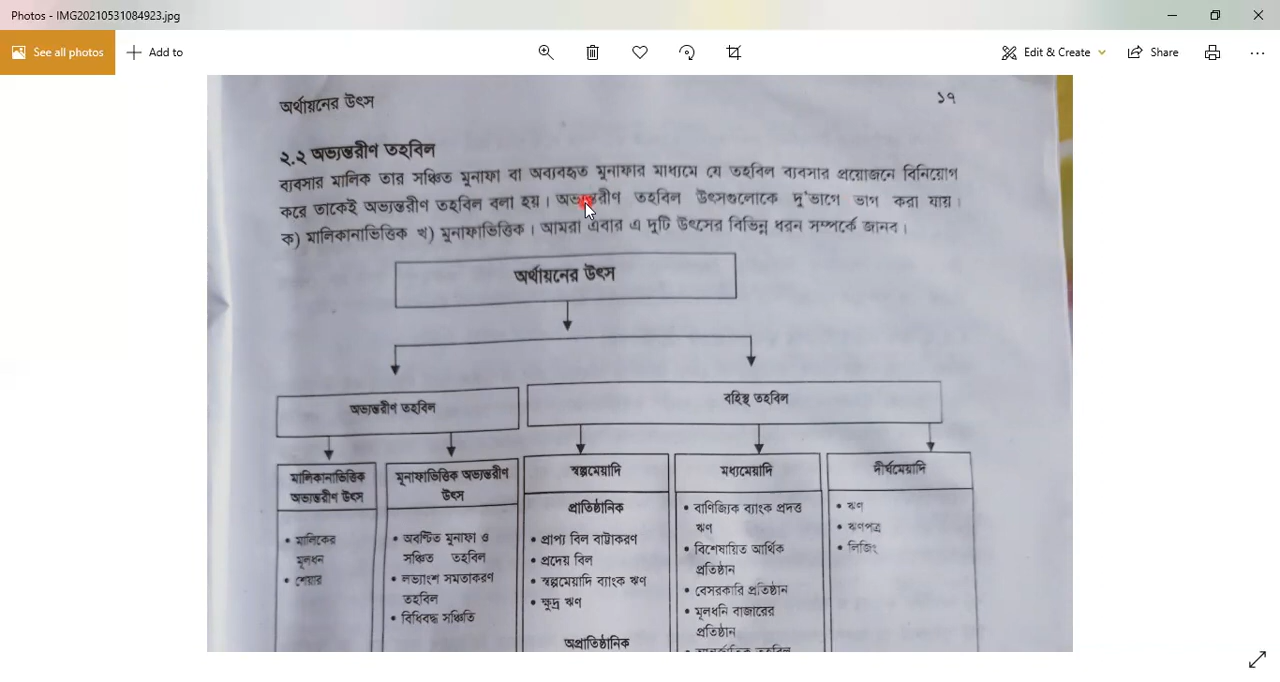 Photos - IMG20210531084923.jpg
See all photos
Add to
Edit & Create
Share
অর্থায়নের উৎস
১৭
২.২ অভ্যন্তরীণ তহবিল
ব্যবসার মালিক তার সঞ্চিত মুনাফা বা অব্যবহৃত মুনাফার মাধ্যমে যে তহবিল ব্যবসার প্রয়োজনে বিনিয়োগ
করে তাকেই অভ্যন্তরীণ তহবিল বলা হয়। অভ্যন্তরীণ তহবিল উৎসগুলোকে দু'ভাগে ভাগ করা যায়।
ক) মালিকানাভিত্তিক খ) মুনাফাভিত্তিক। আমরা এবার এ দুটি উৎসের বিভিন্ন ধরন সম্পর্কে জানব।
অর্থায়নের উৎস
অভ্যন্তরীণ তহবিল
বহিস্থ তহবিল
মালিকানাভিত্তিক
অভ্যন্তরীণ উৎস
• মালিকের
মূলধন
• শেয়ার
মুনাফাভিত্তিক অভ্যন্তরীণ
উৎস
• অবণ্টিত মুনাফা ও
সঞ্চিত তহবিল
• লভ্যাংশ সমতাকরণ
তহবিল
• বিধিবদ্ধ সঞ্চিতি
স্বল্পমেয়াদি
প্রাতিষ্ঠানিক
• প্রাপ্য বিল বাট্টাকরণ
• প্রদেয় বিল
• স্বল্পমেয়াদি ব্যাংক ঋণ
• ক্ষুদ্র ঋণ
অপ্রাতিষ্ঠানিক
মধ্যমেয়াদি
• বাণিজ্যিক ব্যাংক প্রদত্ত
ঋণ
• বিশেষায়িত আর্থিক
প্রতিষ্ঠান
• বেসরকারি প্রতিষ্ঠান
• মূলধনি বাজারের
প্রতিষ্ঠান
দীর্ঘমেয়াদি
• ঋণ
• ঋণপত্র
• লিজিং